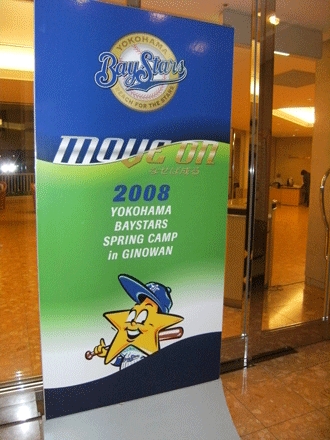 YOKOHAMA
BayStars
REACH FOR THE STARS
MOVE ON
2008
YOKOHAMA
BAYSTARS
SPRING CAMP
in GINOWAN